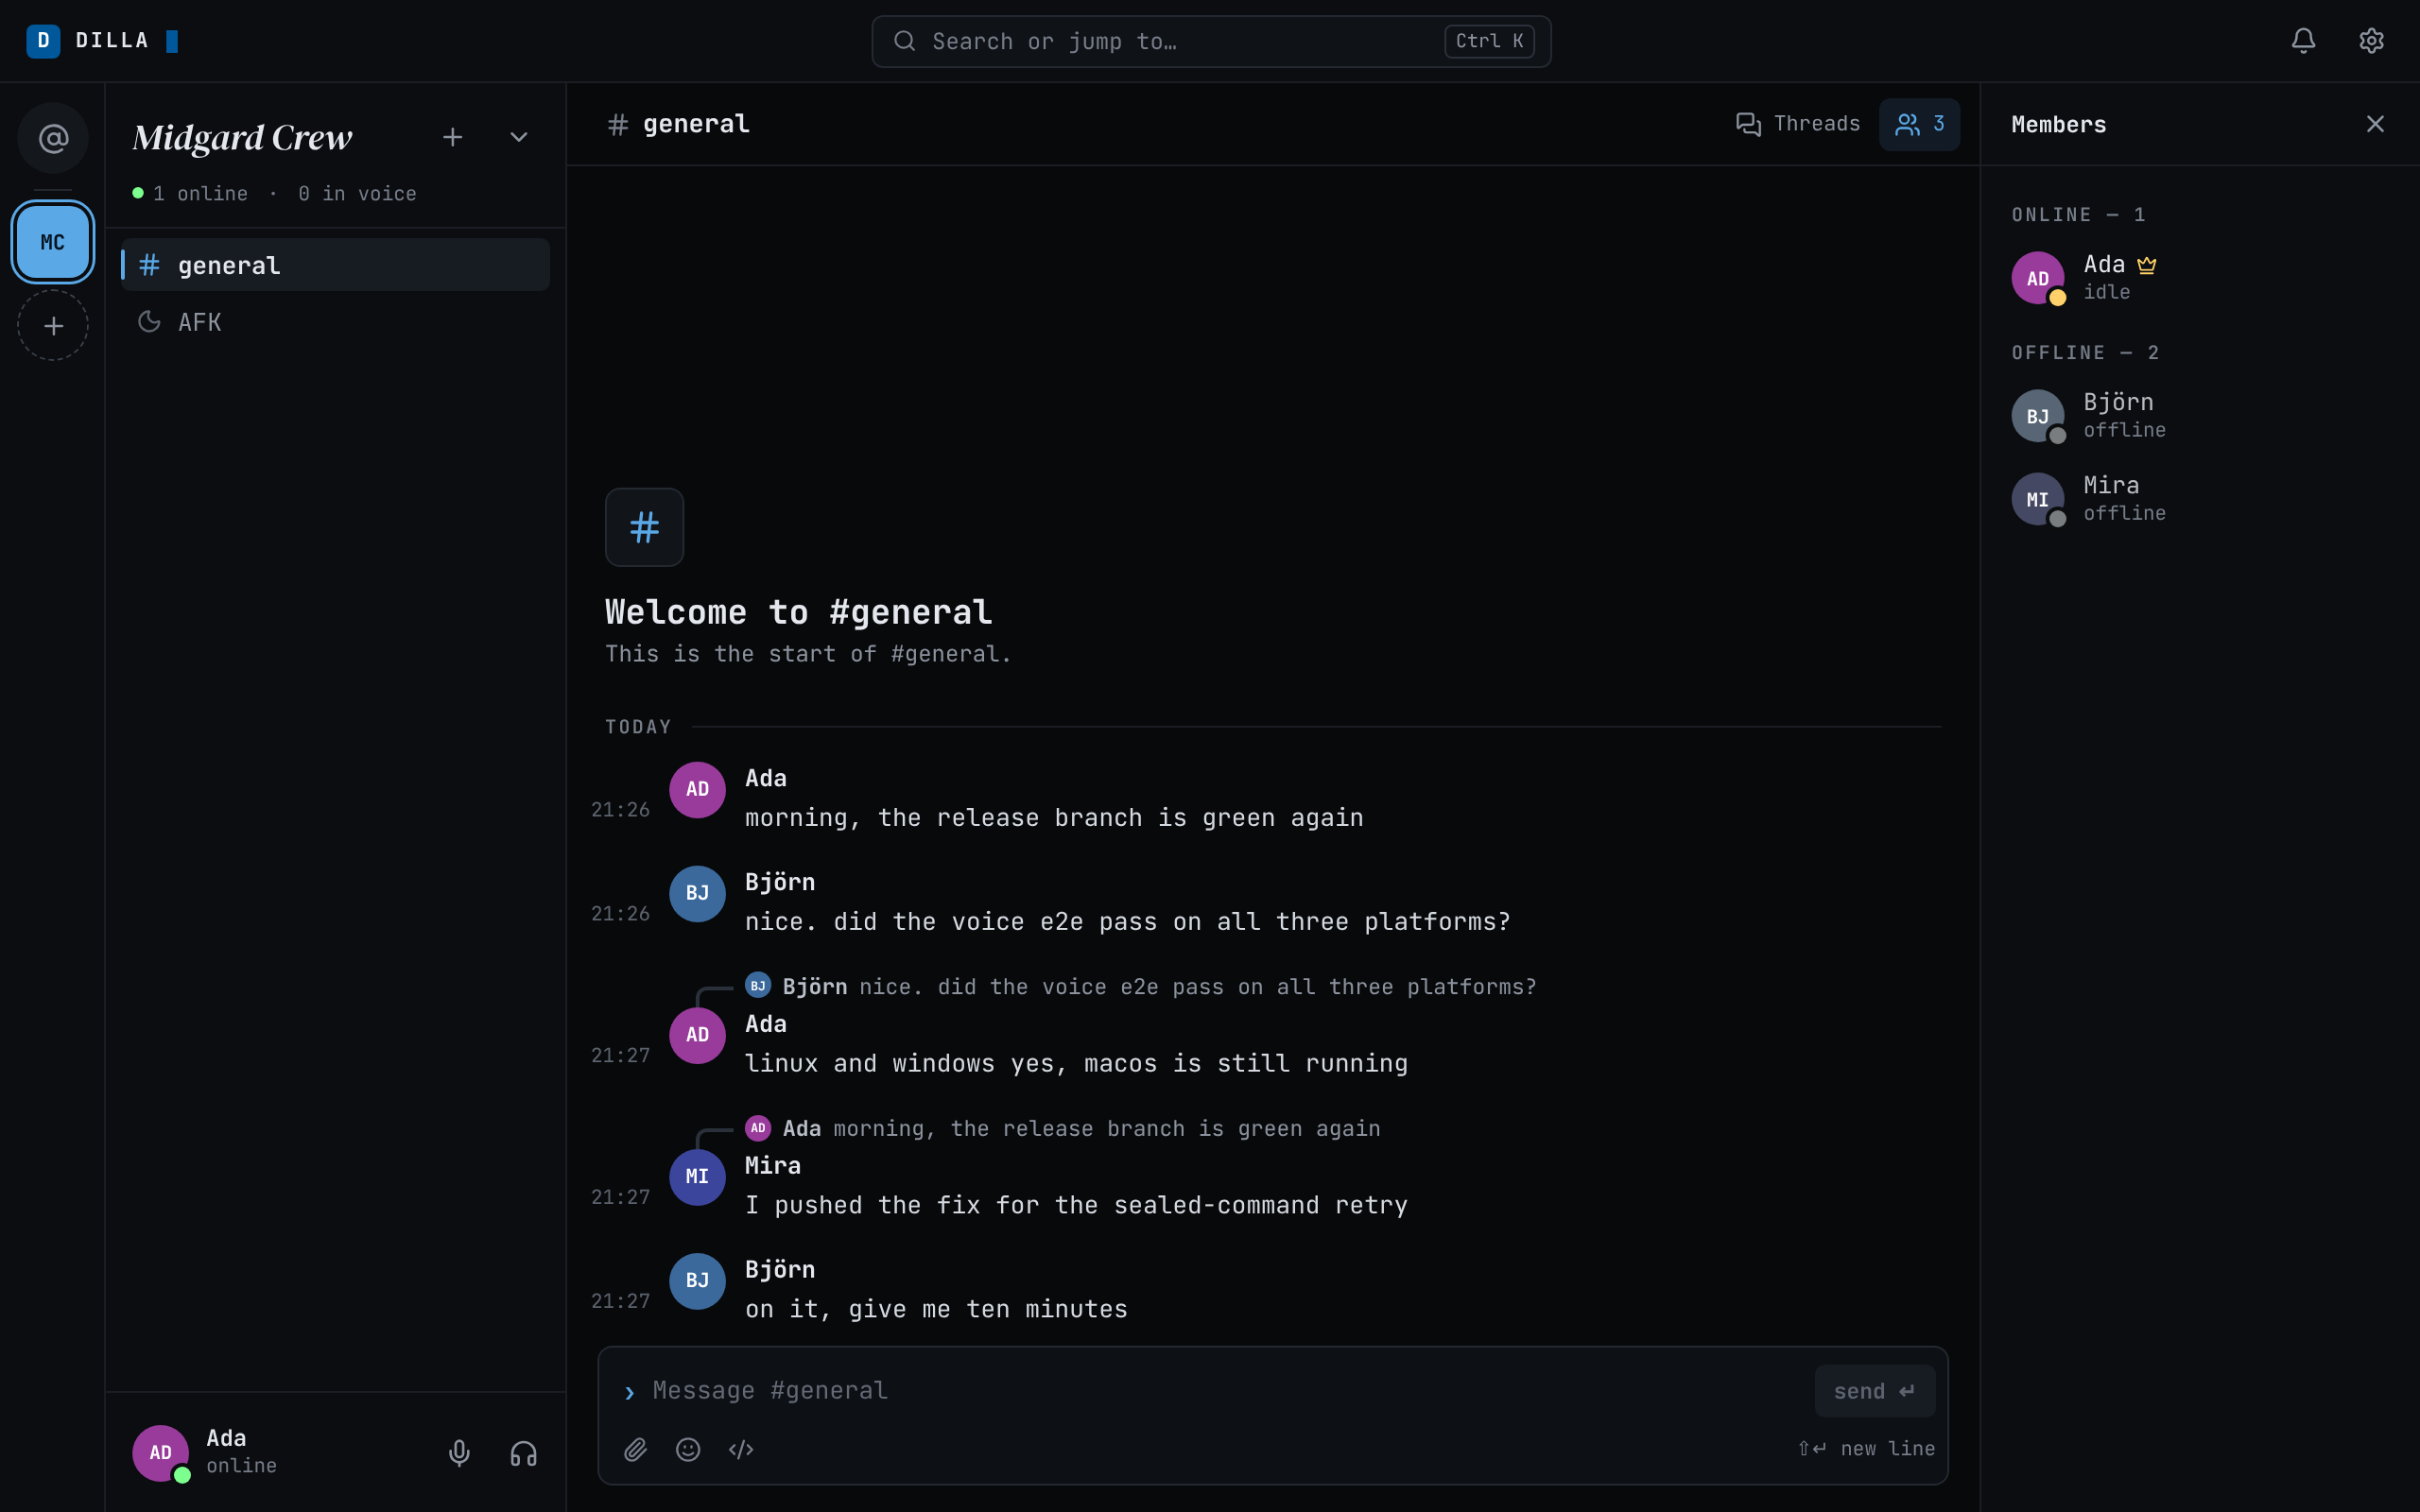 D DILLA
Search or jump to… Ctrl K
@
MC
Midgard Crew
1 online · 0 in voice
# general
AFK
# general
Threads
3
#
Welcome to #general
This is the start of #general.
TODAY
AD Ada
21:26 morning, the release branch is green again
BJ Björn
21:26 nice. did the voice e2e pass on all three platforms?
BJ Björn nice. did the voice e2e pass on all three platforms?
AD Ada
21:27 linux and windows yes, macos is still running
AD Ada morning, the release branch is green again
MI Mira
21:27 I pushed the fix for the sealed-command retry
BJ Björn
21:27 on it, give me ten minutes
› Message #general
send ↵
⇧↵ new line
AD Ada
online
Members
ONLINE — 1
AD Ada
idle
OFFLINE — 2
BJ Björn
offline
MI Mira
offline